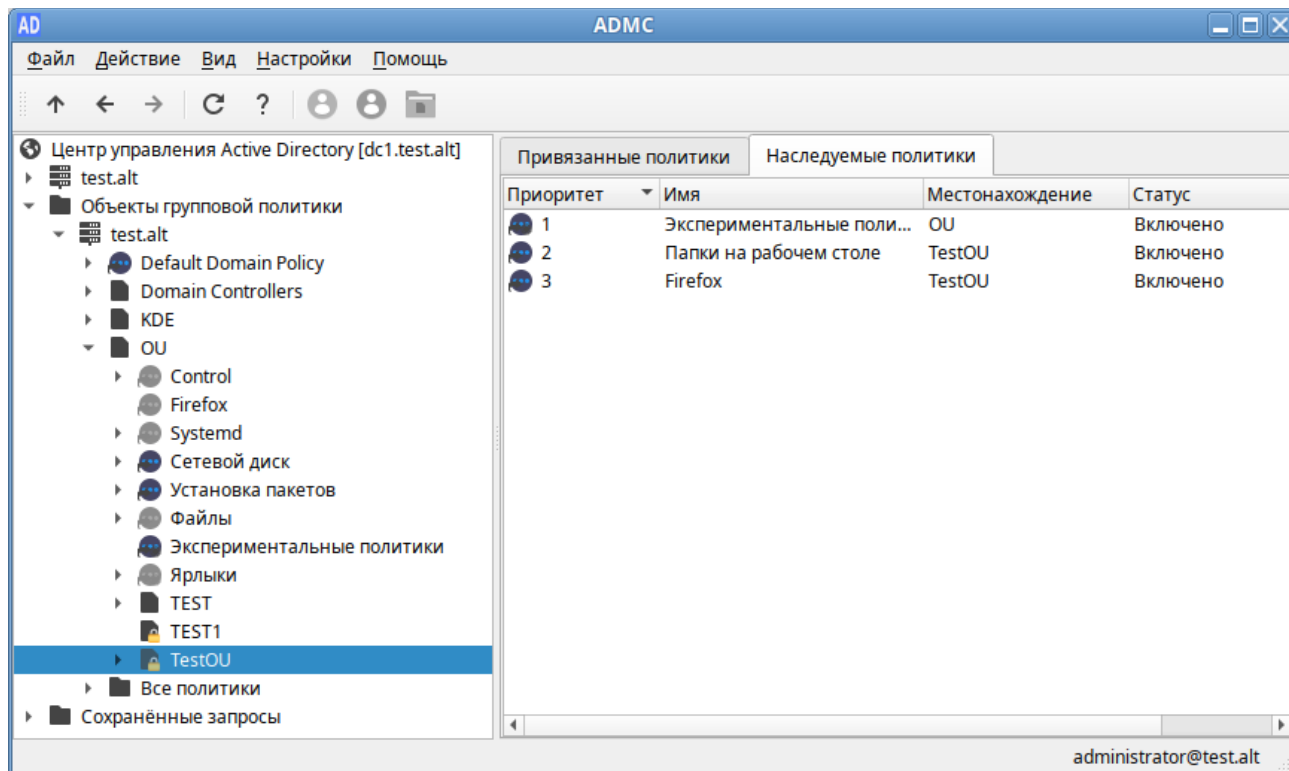 AD ADMC
Файл Действие Вид Настройки Помощь
?
Центр управления Active Directory [dc1.test.alt]
test.alt
Объекты групповой политики
test.alt
Default Domain Policy
Domain Controllers
KDE
OU
Control
Firefox
Systemd
Сетевой диск
Установка пакетов
Файлы
Экспериментальные политики
Ярлыки
TEST
TEST1
TestOU
Все политики
Сохранённые запросы
Привязанные политики Наследуемые политики
Приоритет Имя Местонахождение Статус
1 Экспериментальные поли... OU Включено
2 Папки на рабочем столе TestOU Включено
3 Firefox TestOU Включено
administrator@test.alt